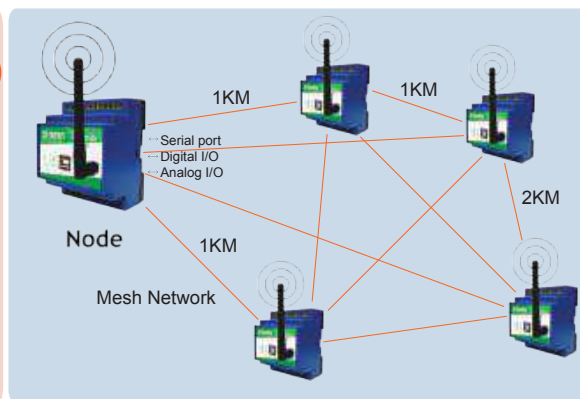 1KM
1KM
Serial port
Digital I/O
Analog I/O
2KM
Node
1KM
Mesh Network